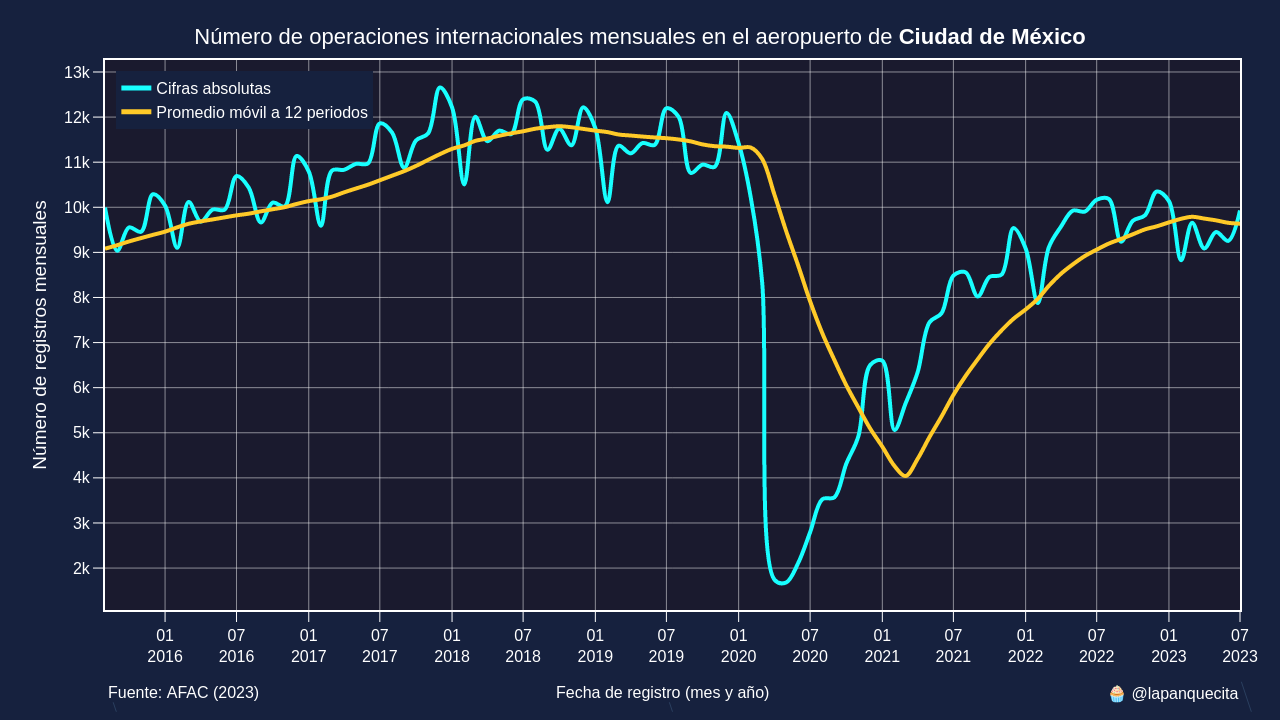 Número de operaciones internacionales mensuales en el aeropuerto de Ciudad de México
Cifras absolutas
Promedio móvil a 12 periodos
Número de registros mensuales
13k
12k
11k
10k
9k
8k
7k
6k
5k
4k
3k
2k
01 07 01 07 01 07 01 07 01 07 01 07 01 07 01 07
2016 2016 2017 2017 2018 2018 2019 2019 2020 2020 2021 2021 2022 2022 2023 2023
Fuente: AFAC (2023) Fecha de registro (mes y año) 🧁 @lapanquecita